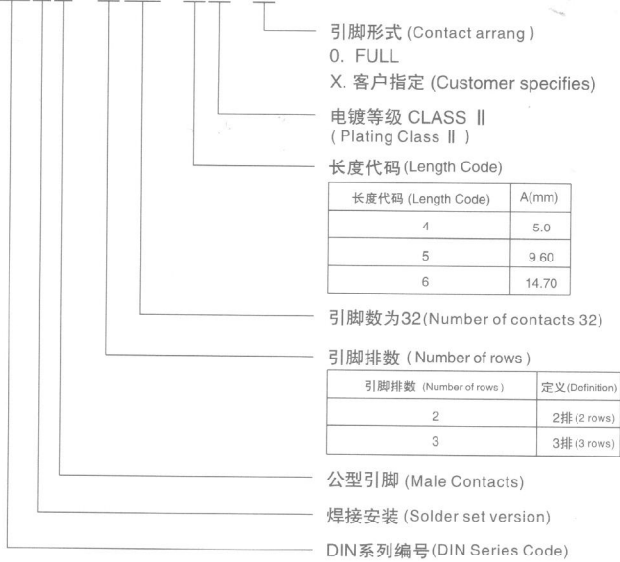 引脚形式 (Contact arrang )
0. FULL
X. 客户指定 (Customer specifies)
电镀等级 CLASS Ⅱ
( Plating Class Ⅱ )
长度代码 (Length Code)
长度代码 (Length Code) A(mm)
4 5.0
5 9.60
6 14.70
引脚数为32(Number of contacts 32)
引脚排数 ( Number of rows )
引脚排数 (Number of rows ) 定义(Definition)
2 2排 (2 rows)
3 3排 (3 rows)
公型引脚 (Male Contacts)
焊接安装 (Solder set version)
DIN系列编号(DIN Series Code)